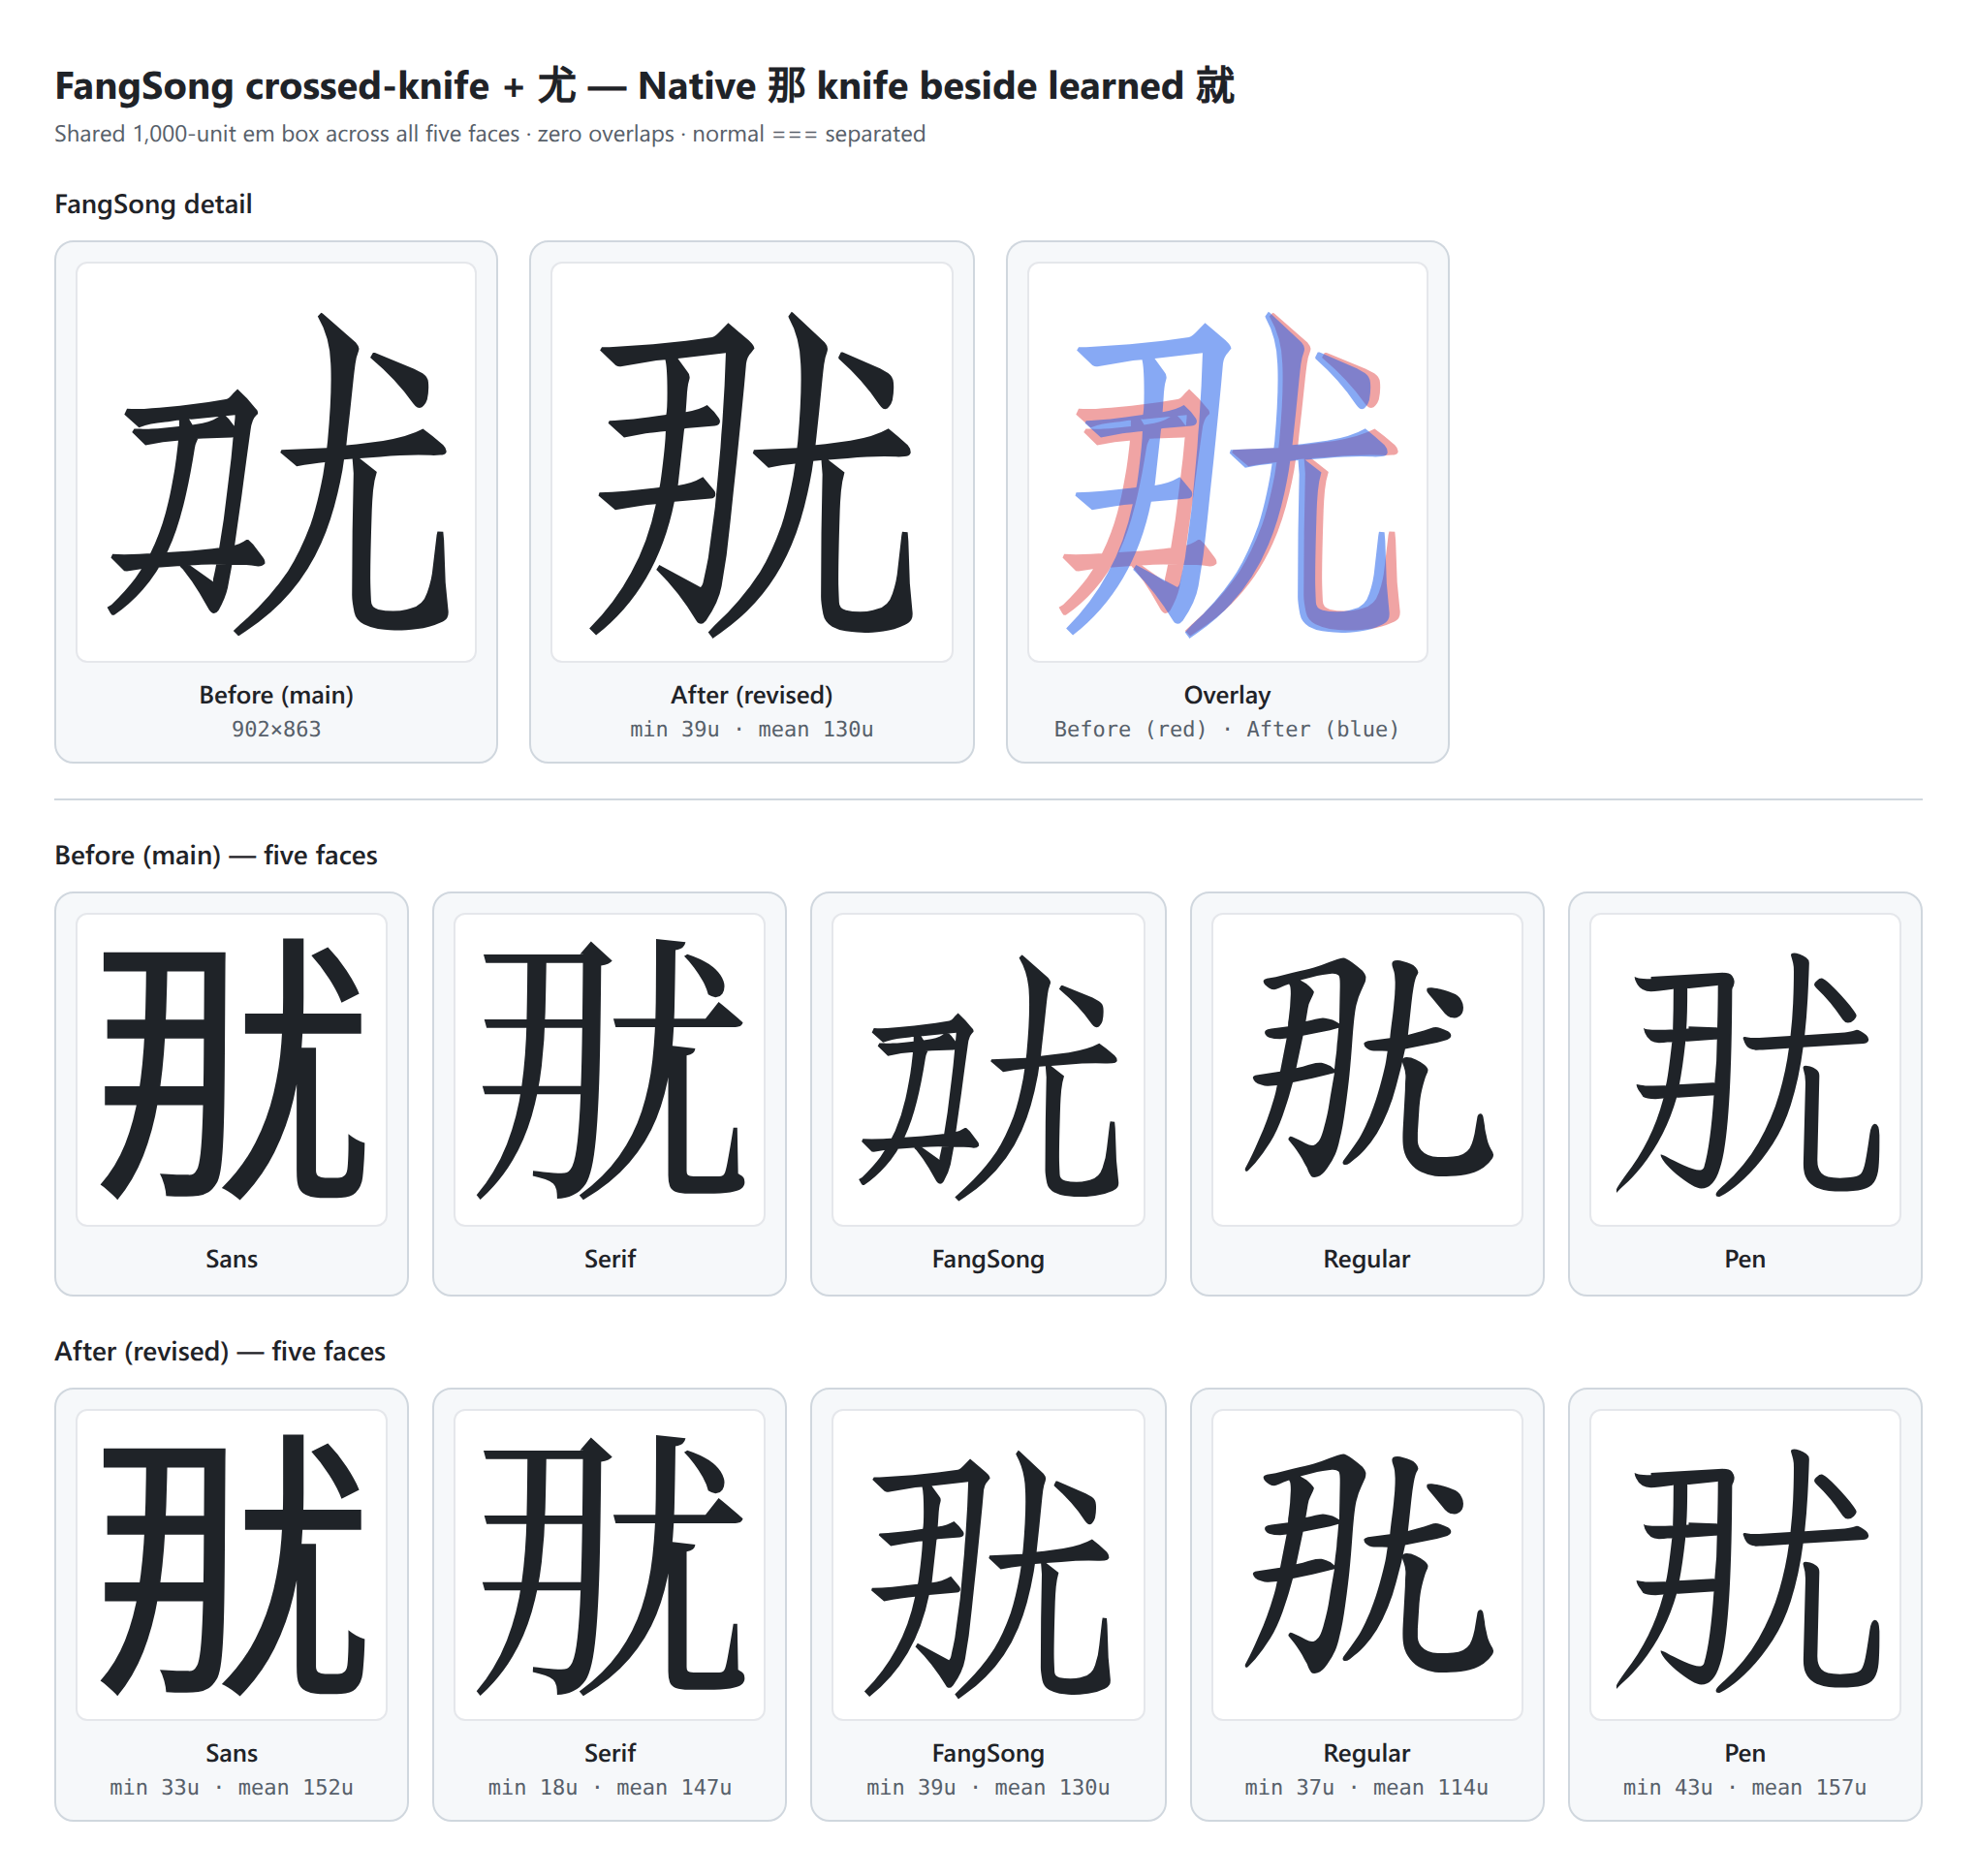 FangSong crossed-knife + 尤 — Native 那 knife beside learned 就
Shared 1,000-unit em box across all five faces · zero overlaps · normal === separated
FangSong detail
Before (main)
902×863
After (revised)
min 39u · mean 130u
Overlay
Before (red) · After (blue)
Before (main) — five faces
Sans
Serif
FangSong
Regular
Pen
After (revised) — five faces
Sans
min 33u · mean 152u
Serif
min 18u · mean 147u
FangSong
min 39u · mean 130u
Regular
min 37u · mean 114u
Pen
min 43u · mean 157u